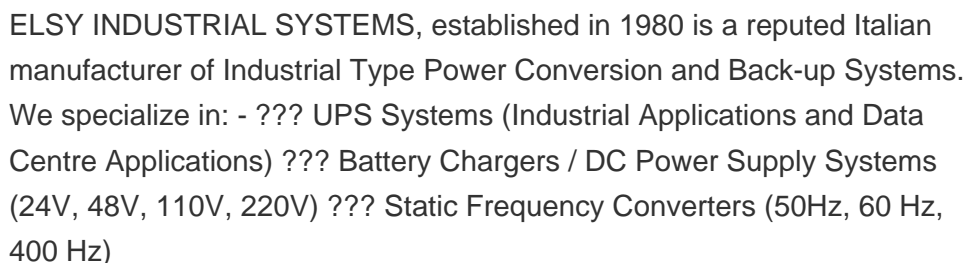 ELSY INDUSTRIAL SYSTEMS, established in 1980 is a reputed Italian
manufacturer of Industrial Type Power Conversion and Back-up Systems.
We specialize in: - ??? UPS Systems (Industrial Applications and Data
Centre Applications) ??? Battery Chargers / DC Power Supply Systems
(24V, 48V, 110V, 220V) ??? Static Frequency Converters (50Hz, 60 Hz,
400 Hz)